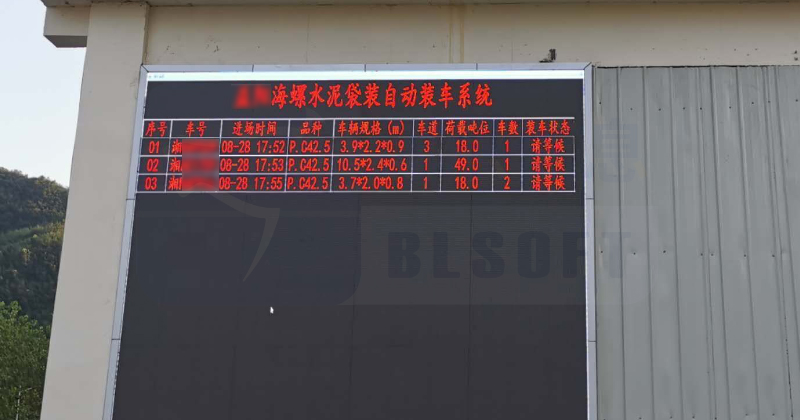 海螺水泥袋装自动装车系统
序号 车号 进场时间 品种 车辆规格(m) 车道 荷载吨位 车数 装车状态
01 湘 08-28 17:52 P.C42.5 3.9*2.2*0.9 3 18.0 1 请等候
02 湘 08-28 17:53 P.C42.5 10.5*2.4*0.6 1 49.0 1 请等候
03 湘 08-28 17:55 P.C42.5 3.7*2.0*0.8 1 18.0 2 请等候
BLSOFT